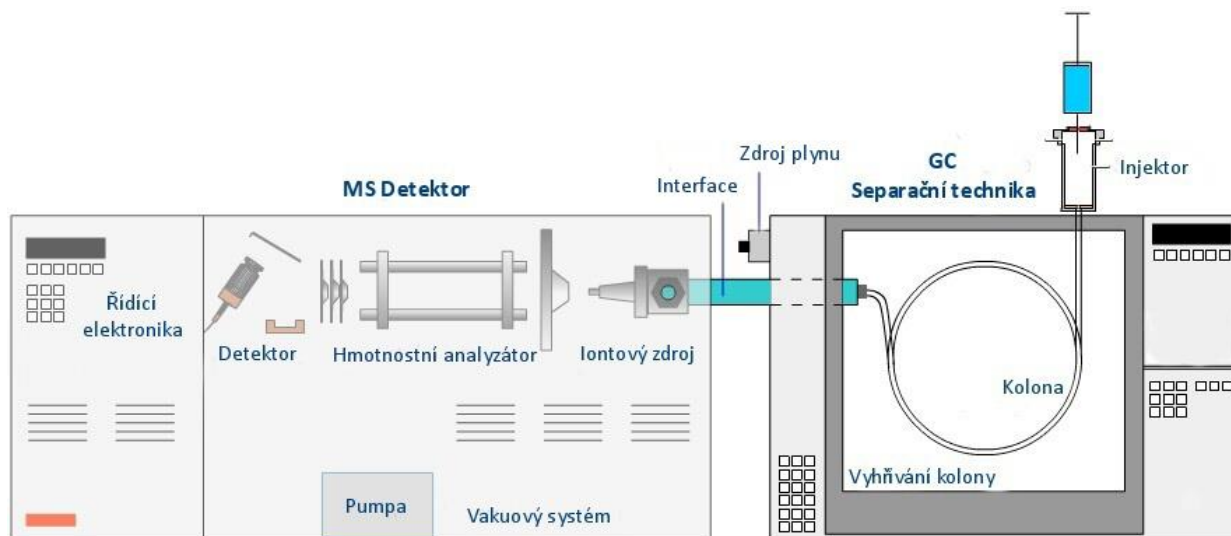 MS Detektor
Interface
Zdroj plynu
GC
Separační technika
Injektor
Řídící
elektronika
Detektor
Hmotnostní analyzátor
Iontový zdroj
Kolona
Vyhřívání kolony
Pumpa
Vakuový systém